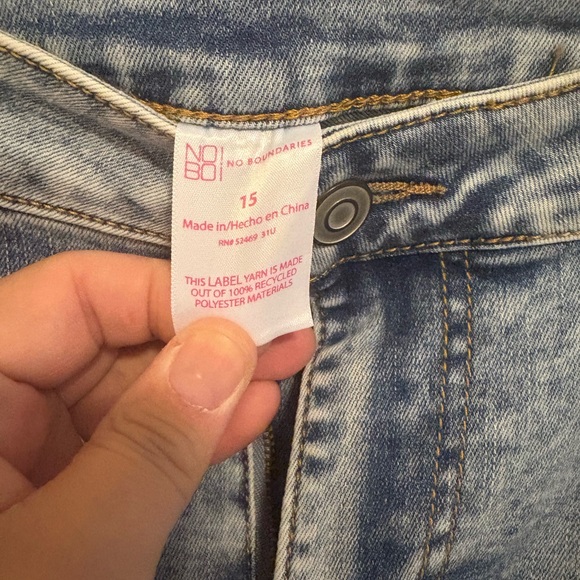 NO!
BO!
NO BOUNDARIES
15
Made in/Hecho en China
RN# 52469 31U
THIS LABEL YARN IS MADE
OUT OF 100% RECYCLED
POLYESTER MATERIALS